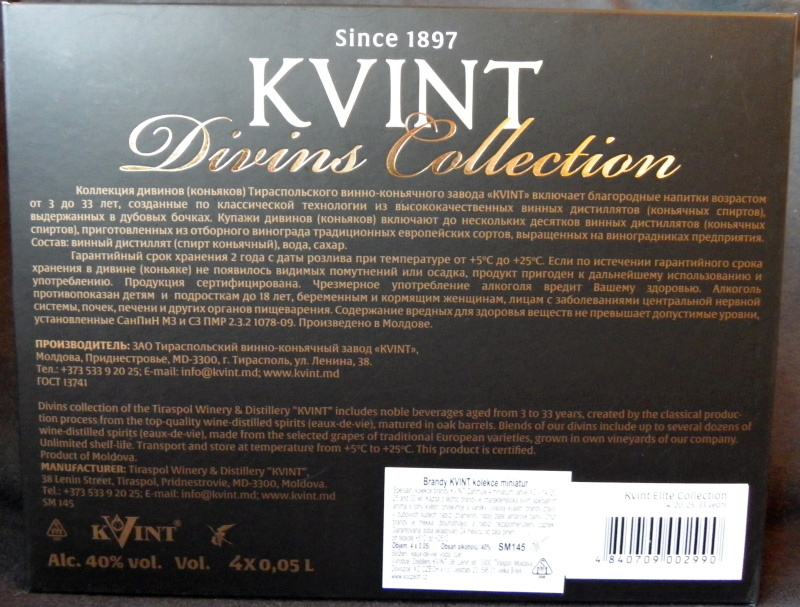 Since 1897
KVINT
Divins Collection
Коллекция дивинов (коньяков) Тираспольского винно-коньячного завода «KVINT» включает благородные напитки возрастом
от 3 до 33 лет, созданные по классической технологии из высококачественных винных дистиллятов (коньячных спиртов),
выдержанных в дубовых бочках. Купажи дивинов (коньяков) включают до нескольких десятков винных дистиллятов (коньячных
спиртов), приготовленных из отборного винограда традиционных европейских сортов, выращенных на виноградниках предприятия.
Состав: винный дистиллят (спирт коньячный), вода, сахар.
Гарантийный срок хранения 2 года с даты розлива при температуре от +5°C до +25°C. Если по истечении гарантийного срока
хранения в дивине (коньяке) не появилось видимых помутнений или осадка, продукт пригоден к дальнейшему использованию и
употреблению. Продукция сертифицирована. Чрезмерное употребление алкоголя вредит Вашему здоровью. Алкоголь
противопоказан детям и подросткам до 18 лет, беременным и кормящим женщинам, лицам с заболеваниями центральной нервной
системы, почек, печени и других органов пищеварения. Содержание вредных для здоровья веществ не превышает допустимые уровни,
установленные СанПиН МЗ и СЗ ПМР 2.3.2 1078-09. Произведено в Молдове.
ПРОИЗВОДИТЕЛЬ: ЗАО Тираспольский винно-коньячный завод «KVINT»,
Молдова, Приднестровье, MD-3300, г. Тирасполь, ул. Ленина, 38.
Тел.: +373 533 9 20 25; E-mail: info@kvint.md; www.kvint.md
ГОСТ 13741
Divins collection of the Tiraspol Winery & Distillery "KVINT" includes noble beverages aged from 3 to 33 years, created by the classical produc-
tion process from the top-quality wine-distilled spirits (eaux-de-vie), matured in oak barrels. Blends of our divins include up to several dozens of
wine-distilled spirits (eaux-de-vie), made from the selected grapes of traditional European varieties, grown in own vineyards of our company.
Unlimited shelf-life. Transport and store at temperature from +5°C to +25°C. This product is certified.
Product of Moldova.
MANUFACTURER: Tiraspol Winery & Distillery "KVINT",
38 Lenin Street, Tiraspol, Pridnestrovie, MD-3300, Moldova.
Tel.: +373 533 9 20 25; E-mail: info@kvint.md; www.kvint.md
SM 145
KVINT
Alc. 40% vol. Vol. 4X0,05 L
Brandy KVINT kolekce miniatur
Objem: 4 x 0.05l Obsah alkoholu: 40% SM145
Kvint Elite Collection
4 840709 002990